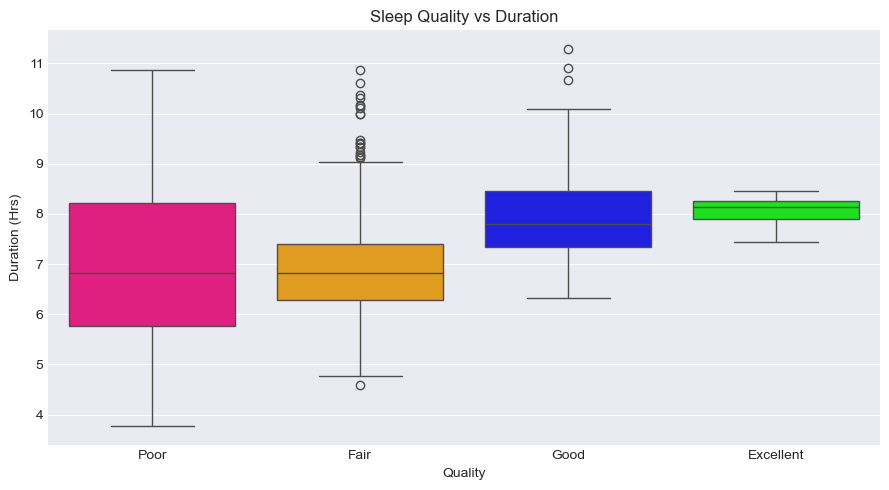 Sleep Quality vs Duration
Duration (Hrs)
11
10
9
8
7
6
5
4
Poor
Fair
Good
Excellent
Quality